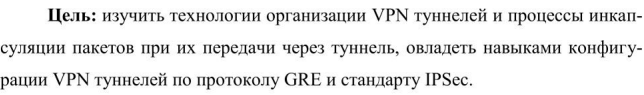 Цель: изучить технологии организации VPN туннелей и процессы инкап-
суляции пакетов при их передачи через туннель, овладеть навыками конфигу-
рации VPN туннелей по протоколу GRE и стандарту IPSec.